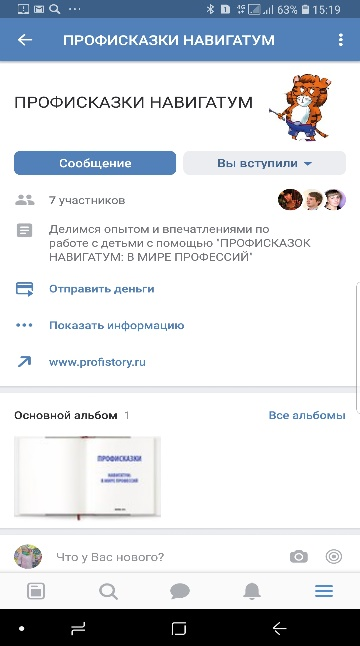 63% 15:19
ПРОФИСКАЗКИ НАВИГАТУМ
ПРОФИСКАЗКИ НАВИГАТУМ
Сообщение
Вы вступили
7 участников
Делимся опытом и впечатлениями по
работе с детьми с помощью "ПРОФИСКАЗОК
НАВИГАТУМ: В МИРЕ ПРОФЕССИЙ"
Отправить деньги
Показать информацию
www.profistory.ru
Основной альбом 1
Все альбомы
ПРОФИСКАЗКИ
НАВИГАТУМ:
В МИРЕ ПРОФЕССИЙ
Что у Вас нового?